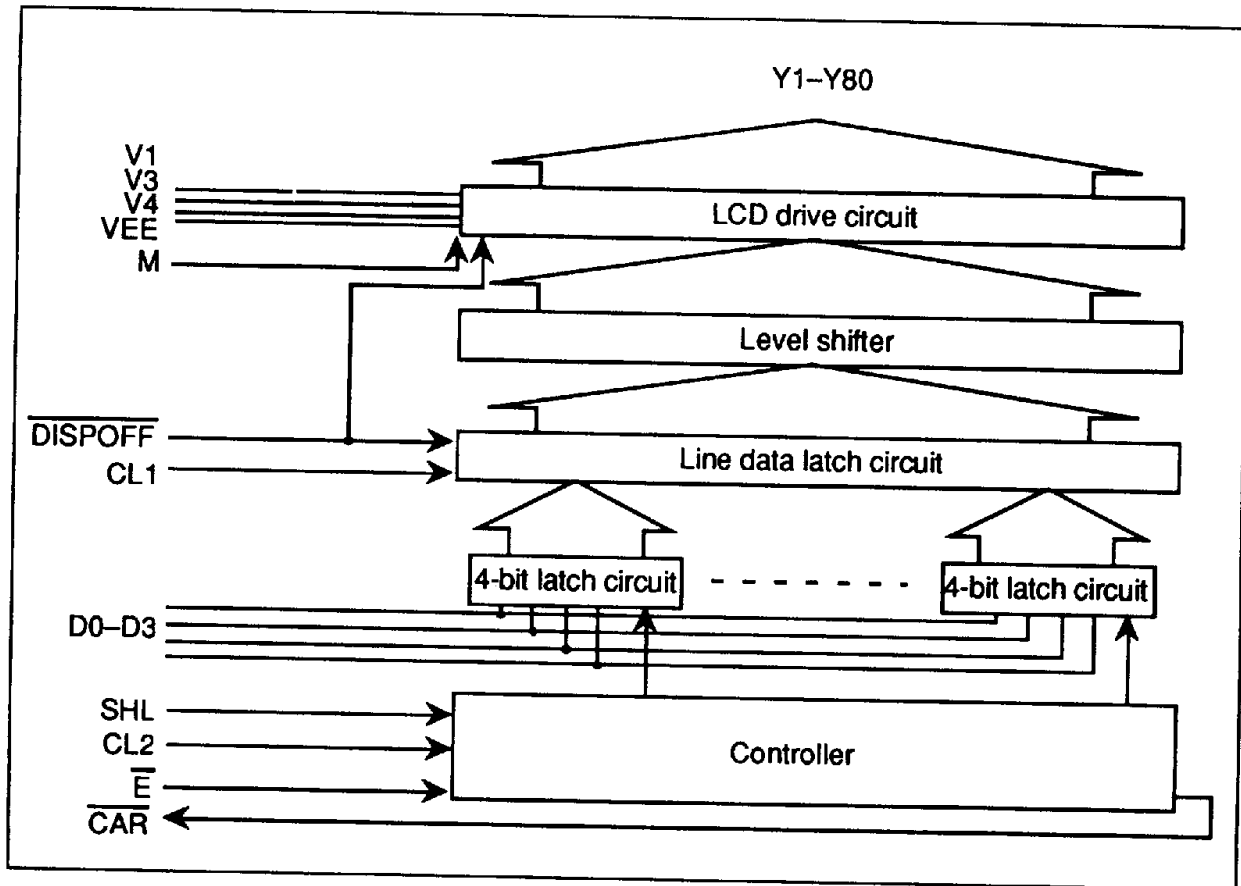 Y1–Y80
V1
V3
V4
VEE
M
LCD drive circuit
Level shifter
DISPOFF
CL1
Line data latch circuit
4-bit latch circuit
4-bit latch circuit
D0–D3
SHL
CL2
E
CAR
Controller